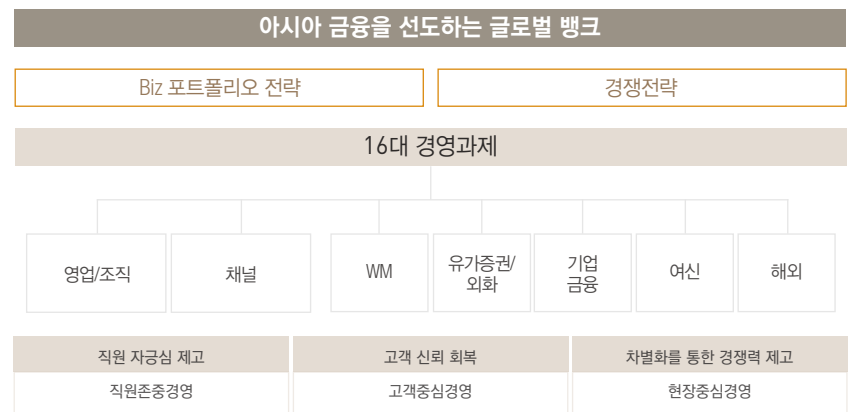 아시아 금융을 선도하는 글로벌 뱅크
Biz 포트폴리오 전략
경쟁전략
16대 경영과제
영업/조직
채널
WM
유가증권/
외화
기업
금융
여신
해외
직원 자긍심 제고
고객 신뢰 회복
차별화를 통한 경쟁력 제고
직원존중경영
고객중심경영
현장중심경영